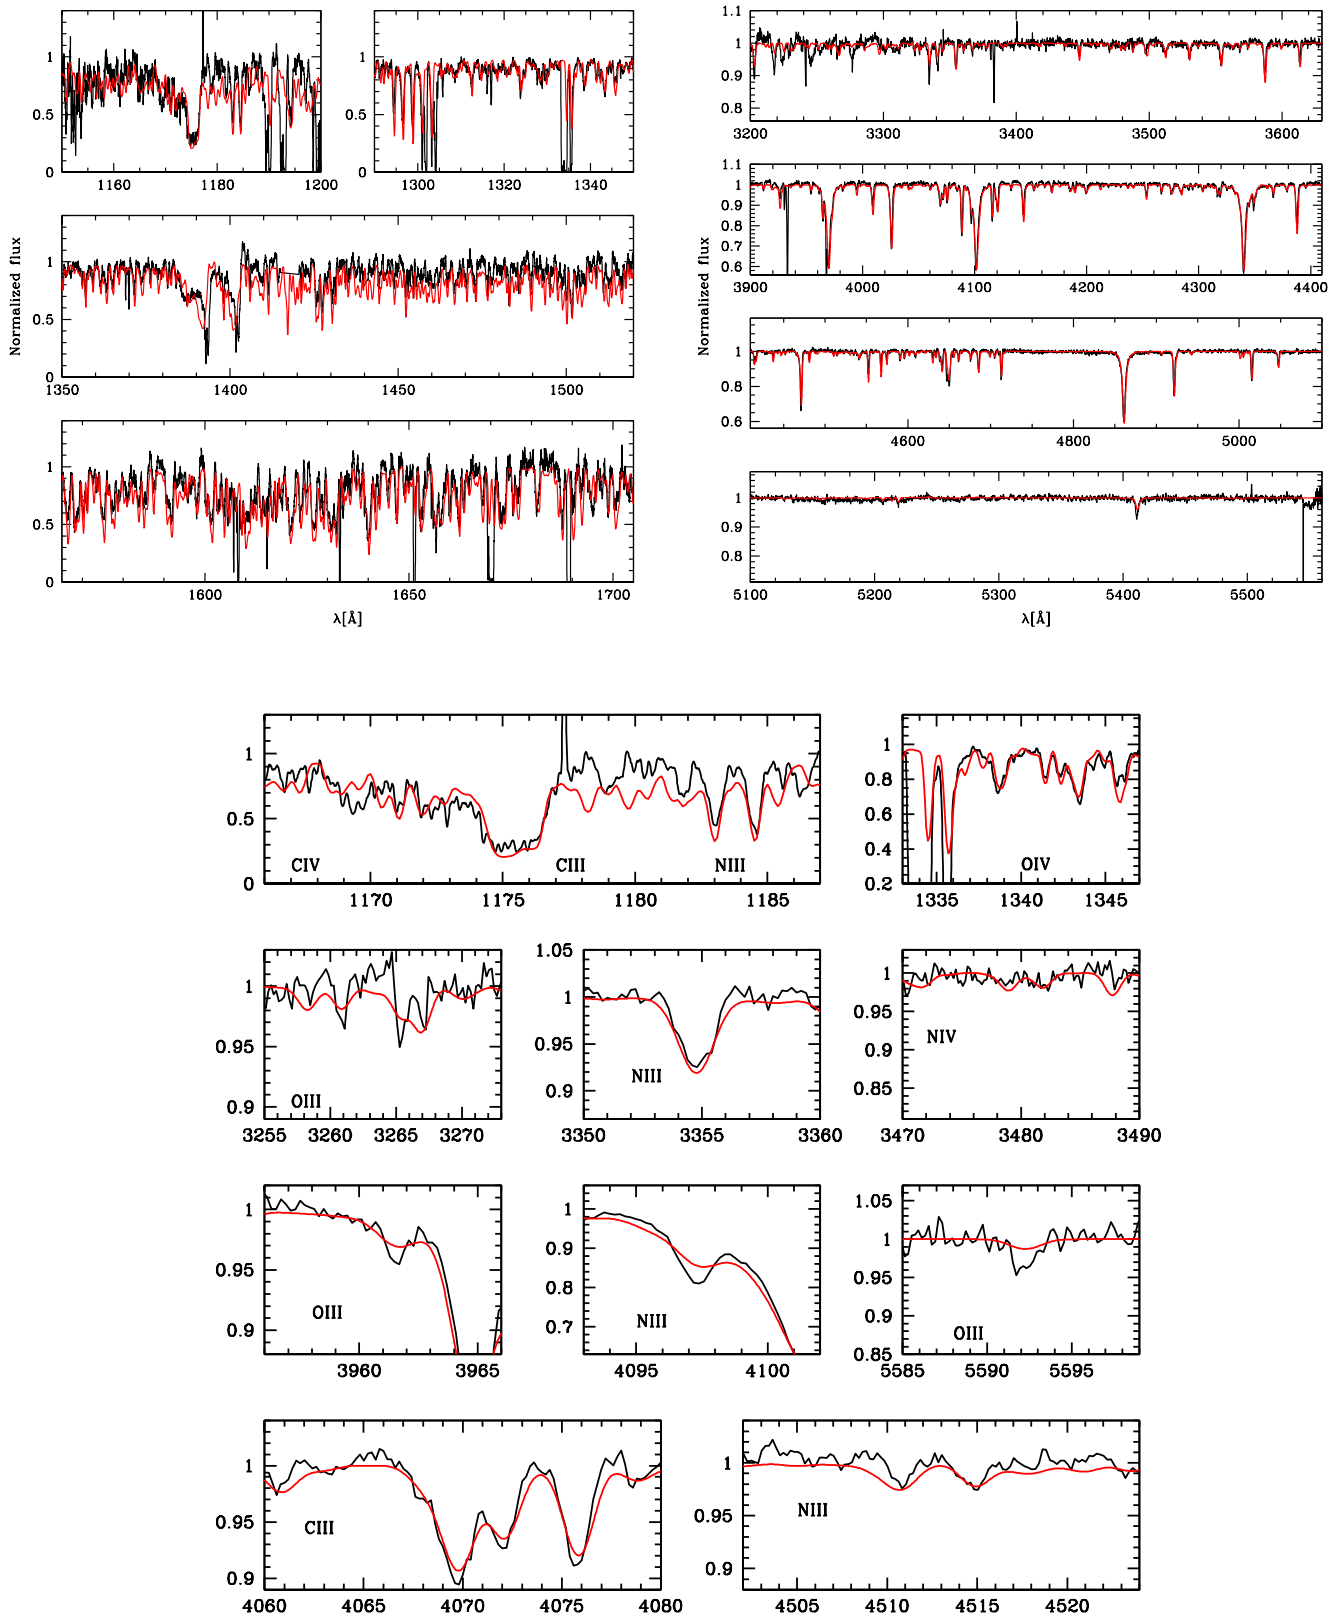 1
0.5
0
1160 1180 1200
1
0.5
0
1300 1320 1340
1
0.5
0
1350 1400 1450 1500
1
0.5
0
1600 1650 1700
Normalized flux
λ[Å]
1.1
1
0.9
0.8
3200 3300 3400 3500 3600
1.1
1
0.9
0.8
0.7
0.6
3900 4000 4100 4200 4300 4400
1
0.8
0.6
4600 4800 5000
1
0.9
0.8
5100 5200 5300 5400 5500
Normalized flux
λ[Å]
1
0.5
0
CIV CIII NIII
1170 1175 1180 1185
1
0.8
0.6
0.4
0.2
OIV
1335 1340 1345
1
0.95
0.9
OIII
3255 3260 3265 3270
1.05
1
0.95
0.9
NIII
3350 3355 3360
1
0.95
0.9
0.85
NIV
3470 3480 3490
1
0.95
0.9
OIII
3960 3965
1
0.9
0.8
0.7
NIII
4095 4100
1.05
1
0.95
0.9
0.85
OIII
5585 5590 5595
1
0.95
0.9
CIII
4060 4065 4070 4075 4080
1
0.95
0.9
NIII
4505 4510 4515 4520